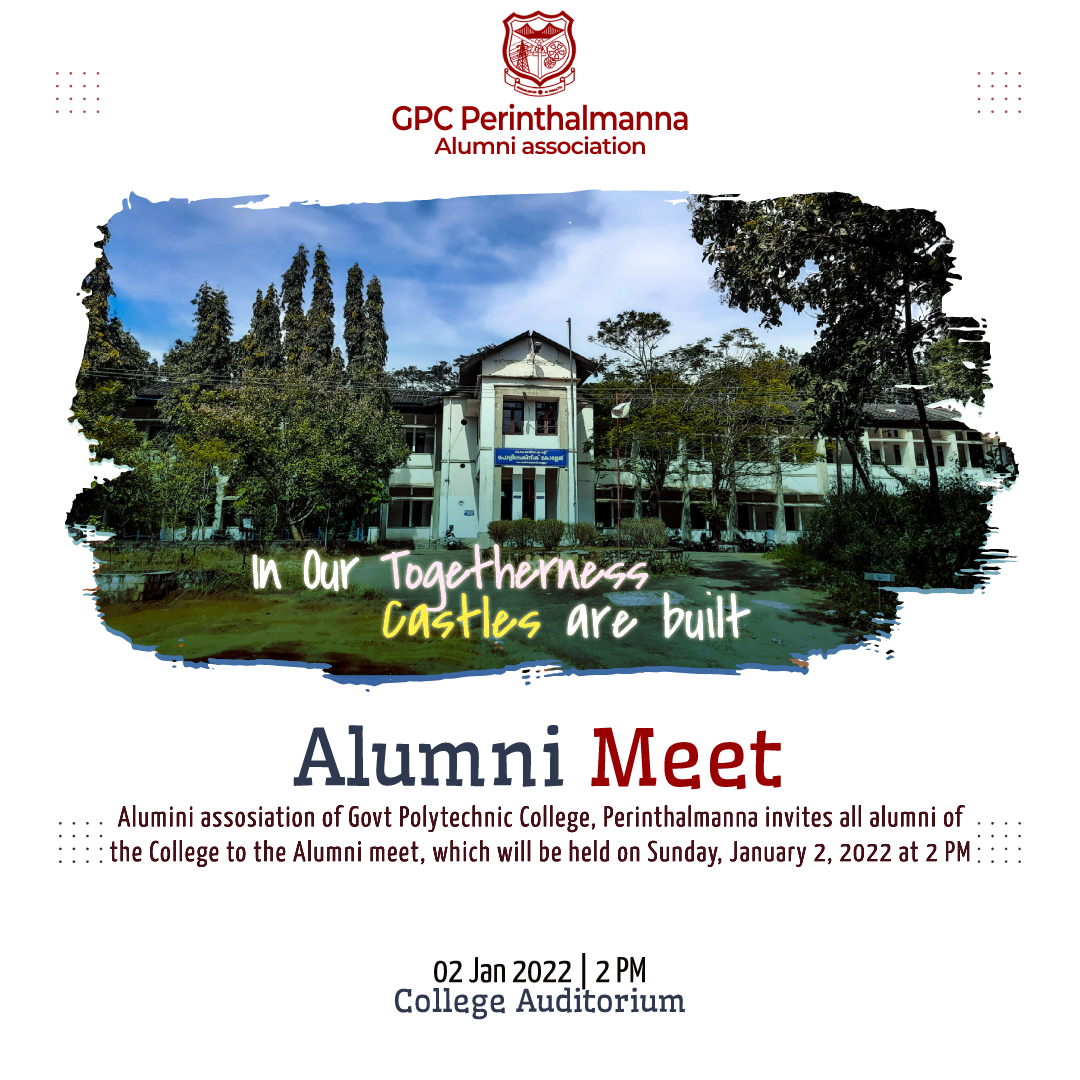 GPC Perinthalmanna
Alumni association
പോളിടെക്‌നിക് കോളേജ്
In Our Togetherness
Castles are built
Alumni Meet
Alumini assosiation of Govt Polytechnic College, Perinthalmanna invites all alumni of
the College to the Alumni meet, which will be held on Sunday, January 2, 2022 at 2 PM
02 Jan 2022 | 2 PM
College Auditorium